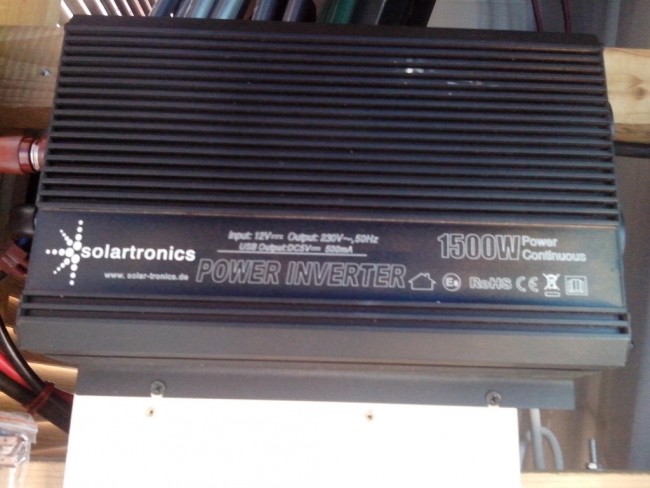 solartronics
www. solar-tronics.de
Input: 12V⎓ Output: 230V~,50Hz
USB Output:DC5V⎓ 500mA
POWER INVERTER
1500W Power
Continuous
RoHS CE